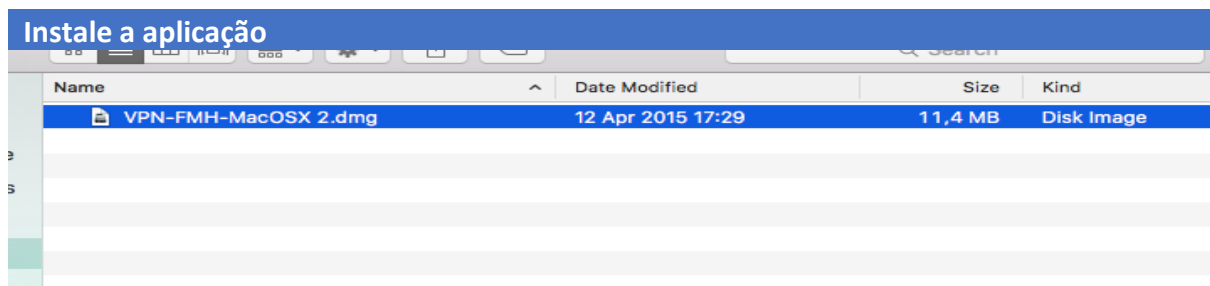 Instale a aplicação
Search
Name Date Modified Size Kind
VPN-FMH-MacOSX 2.dmg 12 Apr 2015 17:29 11,4 MB Disk Image
e
s